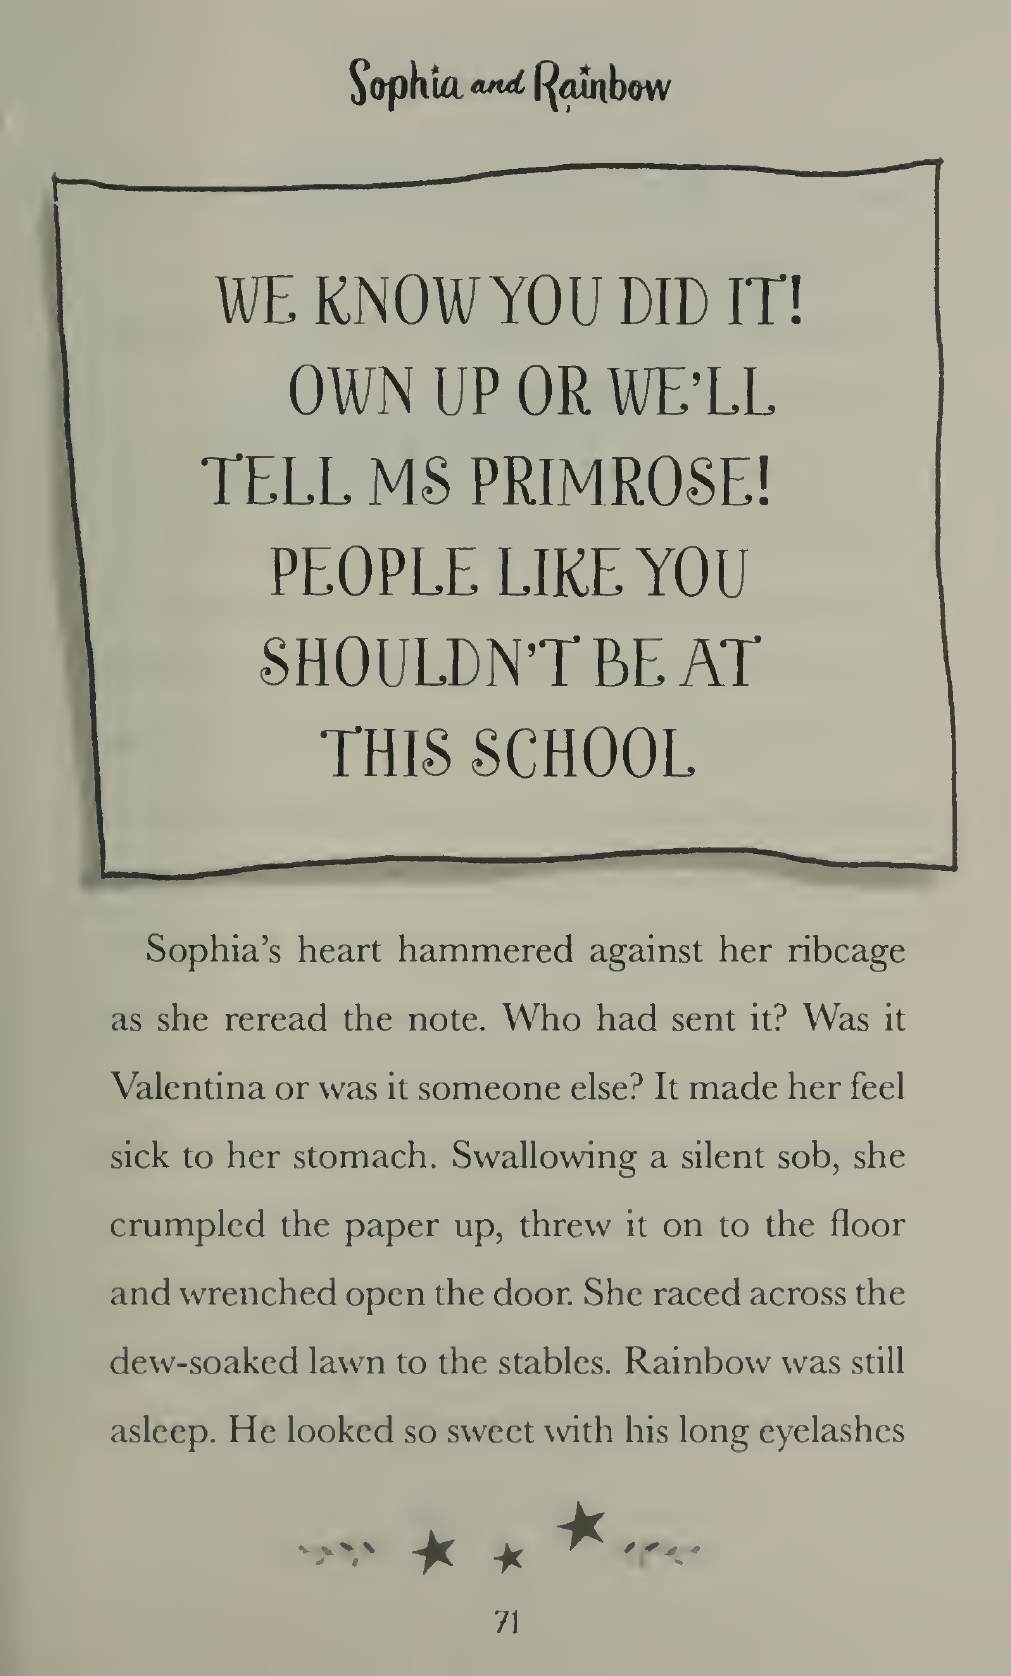 Sophia and Rainbow
WE KNOW YOU DID IT!
OWN UP OR WE'LL
TELL MS PRIMROSE!
PEOPLE LIKE YOU
SHOULDN'T BE AT
THIS SCHOOL
Sophia's heart hammered against her ribcage
as she reread the note. Who had sent it? Was it
Valentina or was it someone else? It made her feel
sick to her stomach. Swallowing a silent sob, she
crumpled the paper up, threw it on to the floor
and wrenched open the door. She raced across the
dew-soaked lawn to the stables. Rainbow was still
asleep. He looked so sweet with his long eyelashes
71